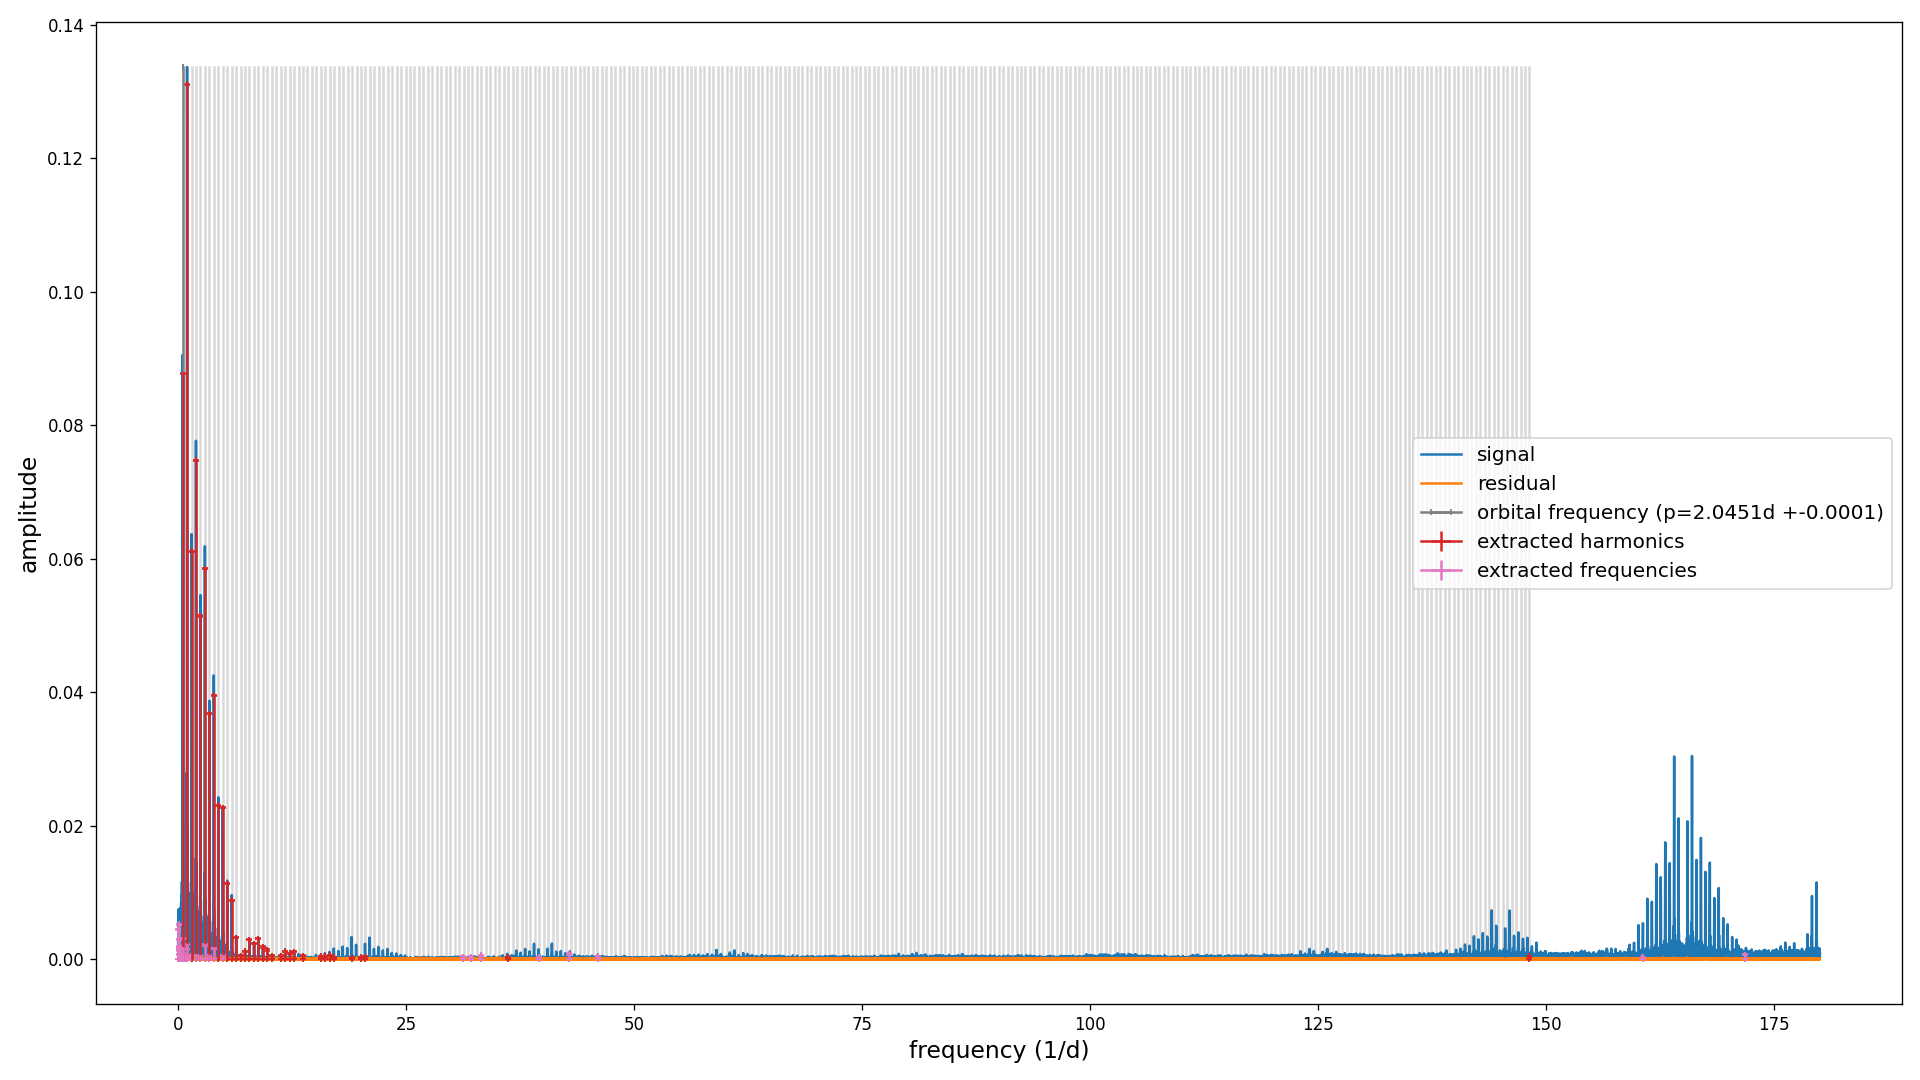 0.14
0.12
0.10
0.08
0.06
0.04
0.02
0.00
amplitude
signal
residual
orbital frequency (p=2.0451d +-0.0001)
extracted harmonics
extracted frequencies
0 25 50 75 100 125 150 175
frequency (1/d)